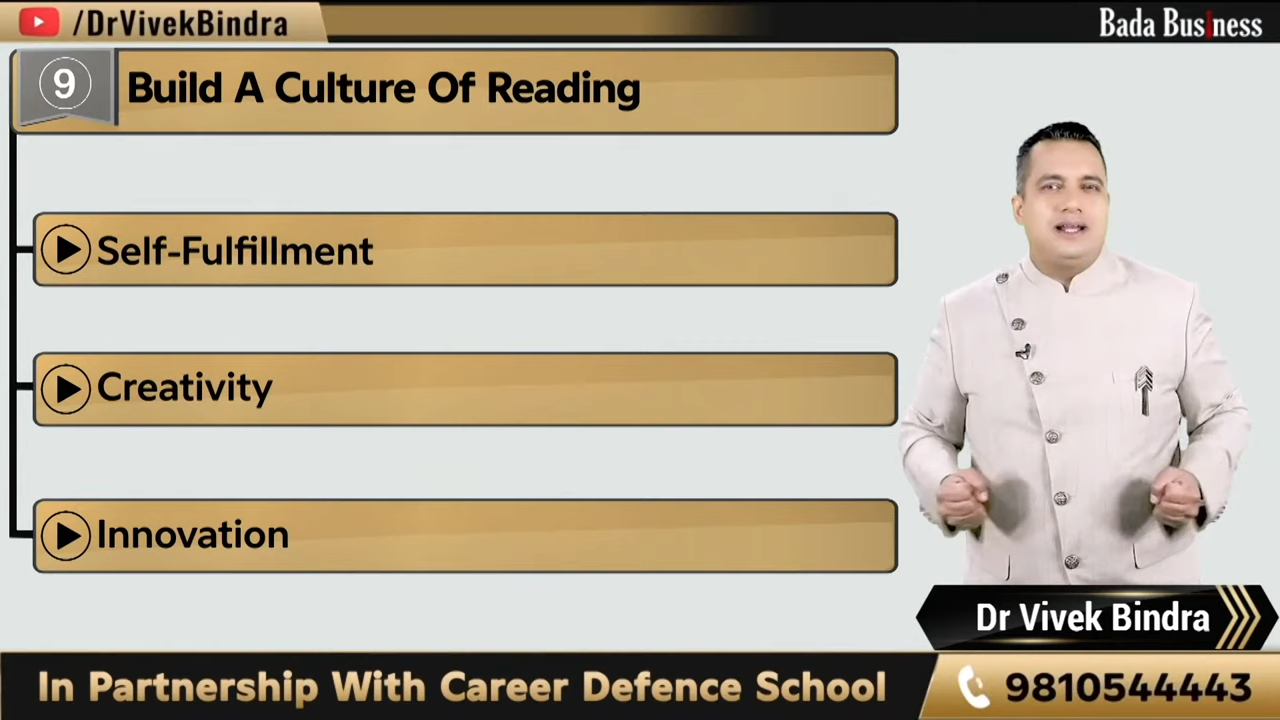 /DrVivekBindra
Bada Business
9
Build A Culture Of Reading
Self-Fulfillment
Creativity
Innovation
Dr Vivek Bindra
In Partnership With Career Defence School
9810544443